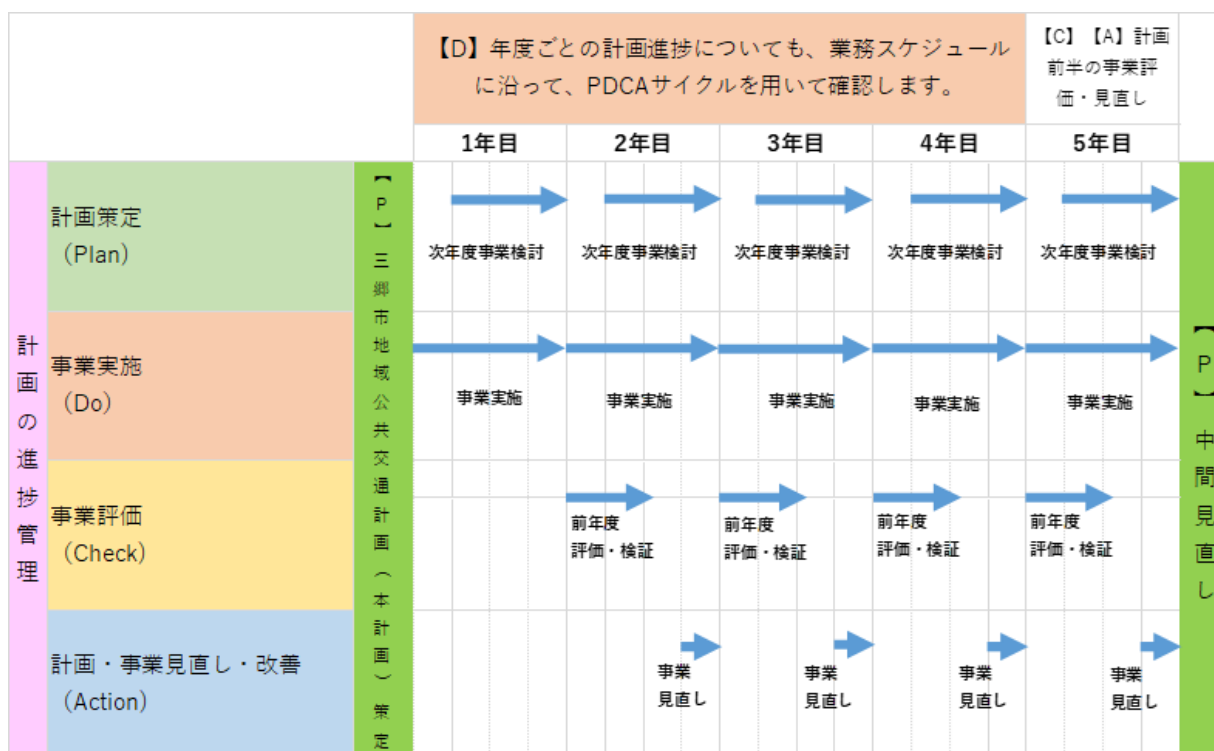 【D】年度ごとの計画進捗についても、業務スケジュール
に沿って、PDCAサイクルを用いて確認します。
【C】【A】計画
前半の事業評
価・見直し
1年目
2年目
3年目
4年目
5年目
計画の進捗管理
計画策定
（Plan）
【P】三郷市地域公共交通計画（本計画）策定
次年度事業検討
次年度事業検討
次年度事業検討
次年度事業検討
次年度事業検討
事業実施
（Do）
事業実施
事業実施
事業実施
事業実施
事業実施
事業評価
（Check）
前年度
評価・検証
前年度
評価・検証
前年度
評価・検証
前年度
評価・検証
計画・事業見直し・改善
（Action）
事業
見直し
事業
見直し
事業
見直し
事業
見直し
【P】中間見直し